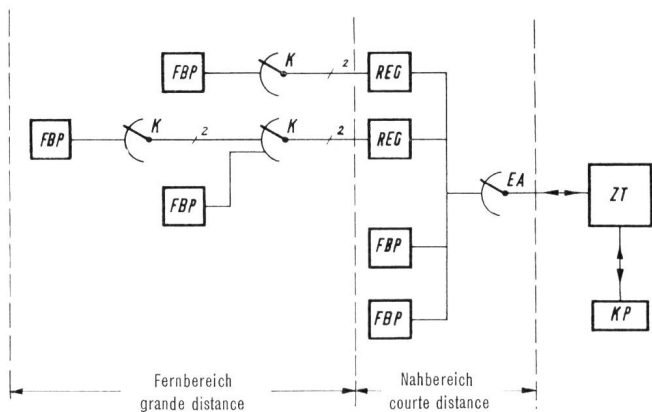 FBP K 2 REG
FBP K 2 K 2 REG
FBP
EA
ZT
FBP
FBP
KP
Fernbereich
grande distance
Nahbereich
courte distance